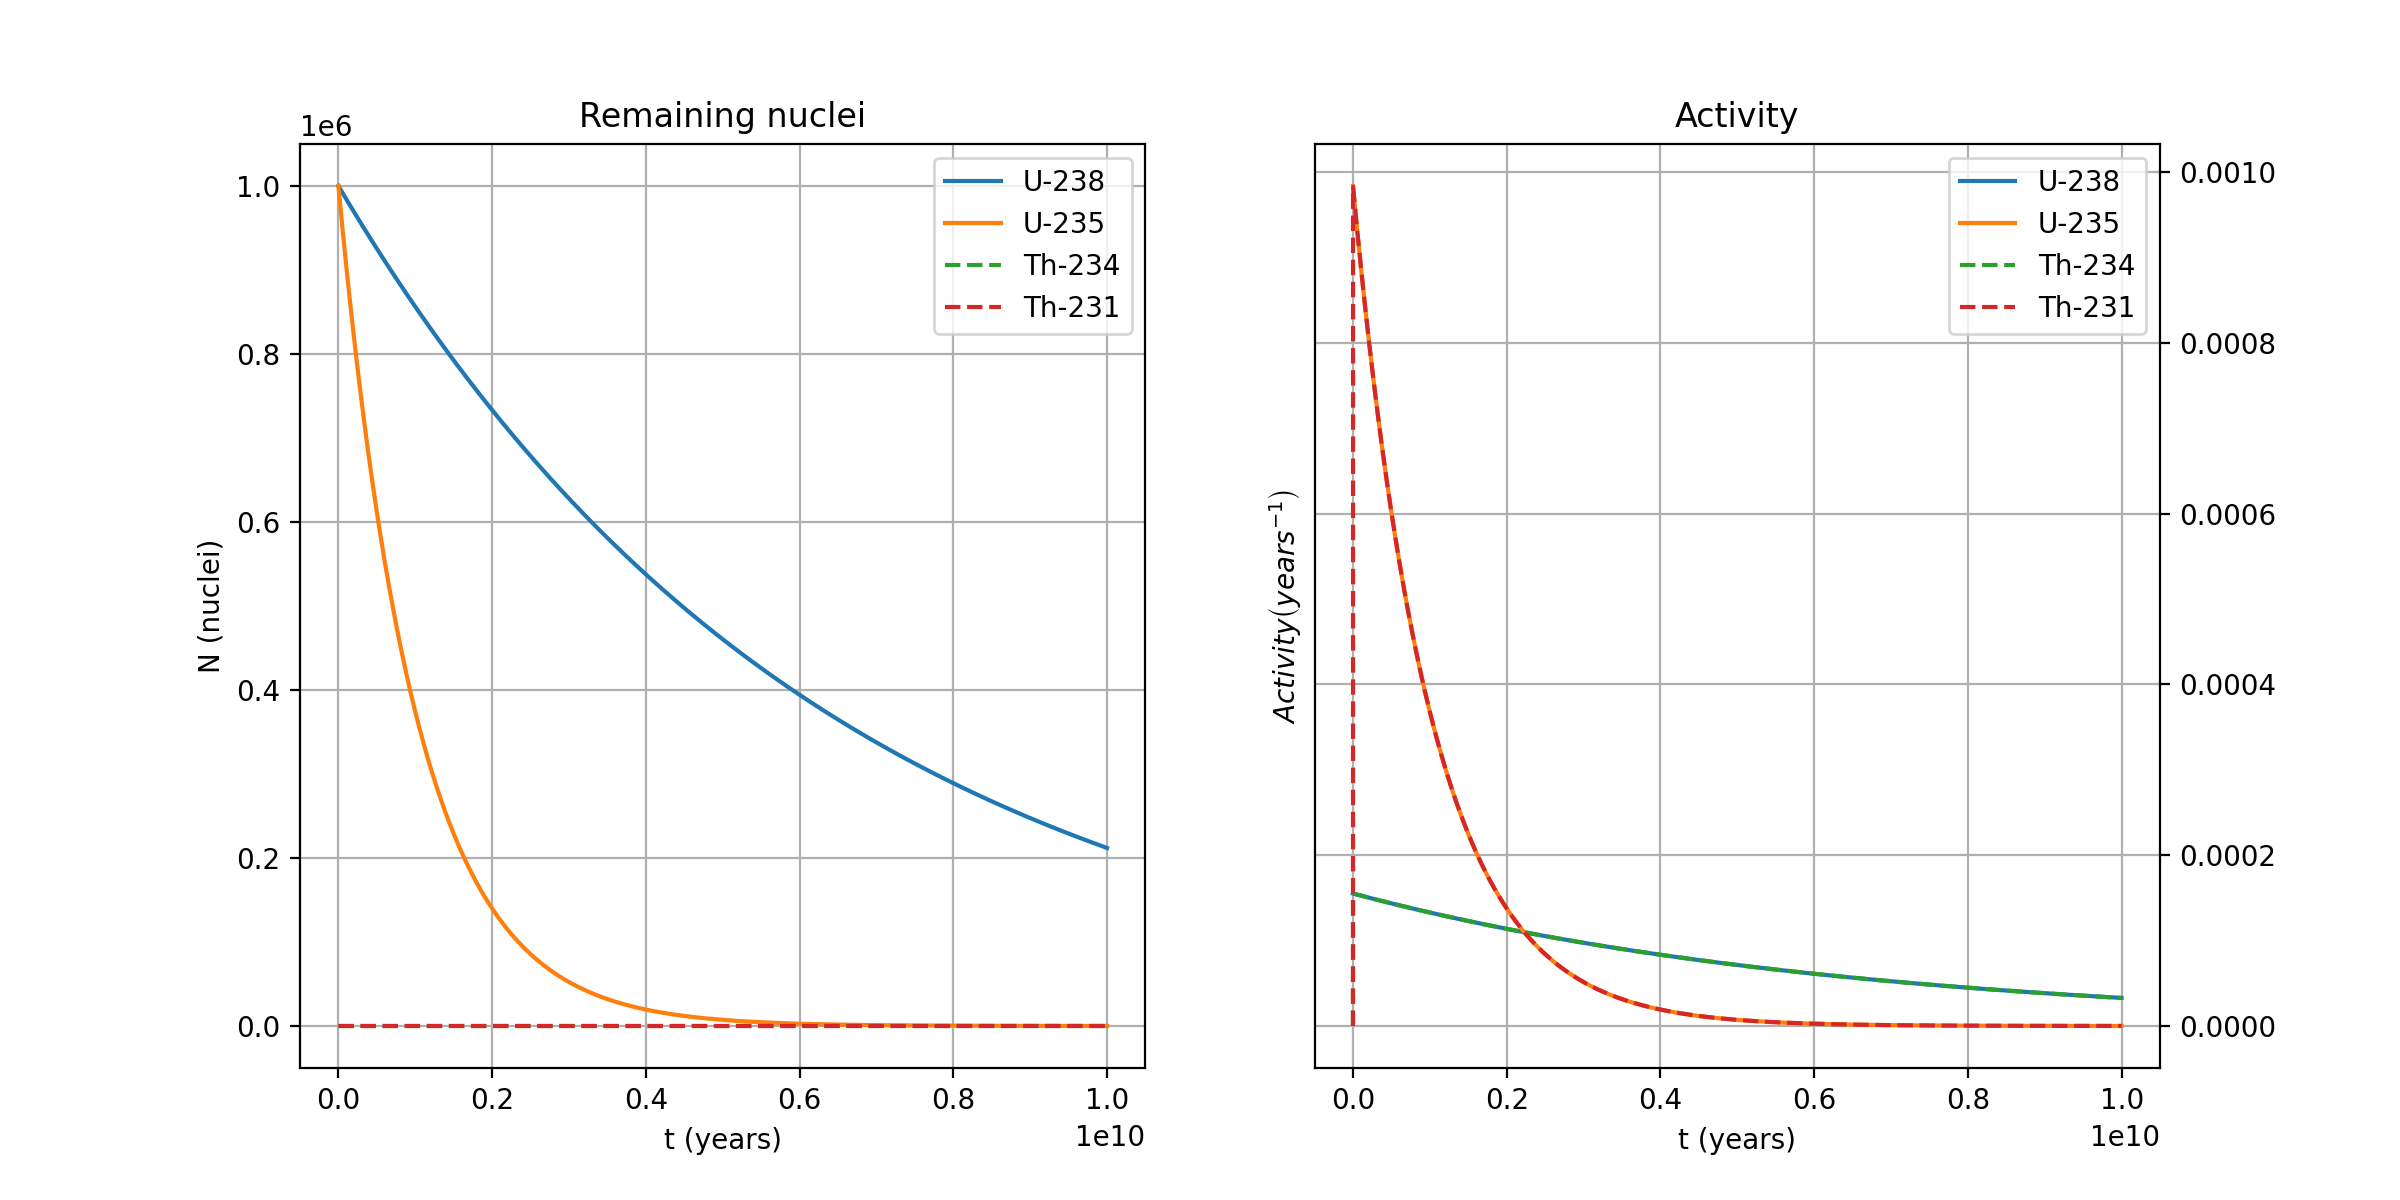 Remaining nuclei
1e6
1.0
0.8
0.6
0.4
0.2
0.0
N (nuclei)
U-238
U-235
Th-234
Th-231
0.0 0.2 0.4 0.6 0.8 1.0
1e10
t (years)
Activity
Activity(years⁻¹)
U-238
U-235
Th-234
Th-231
0.0010
0.0008
0.0006
0.0004
0.0002
0.0000
0.0 0.2 0.4 0.6 0.8 1.0
1e10
t (years)